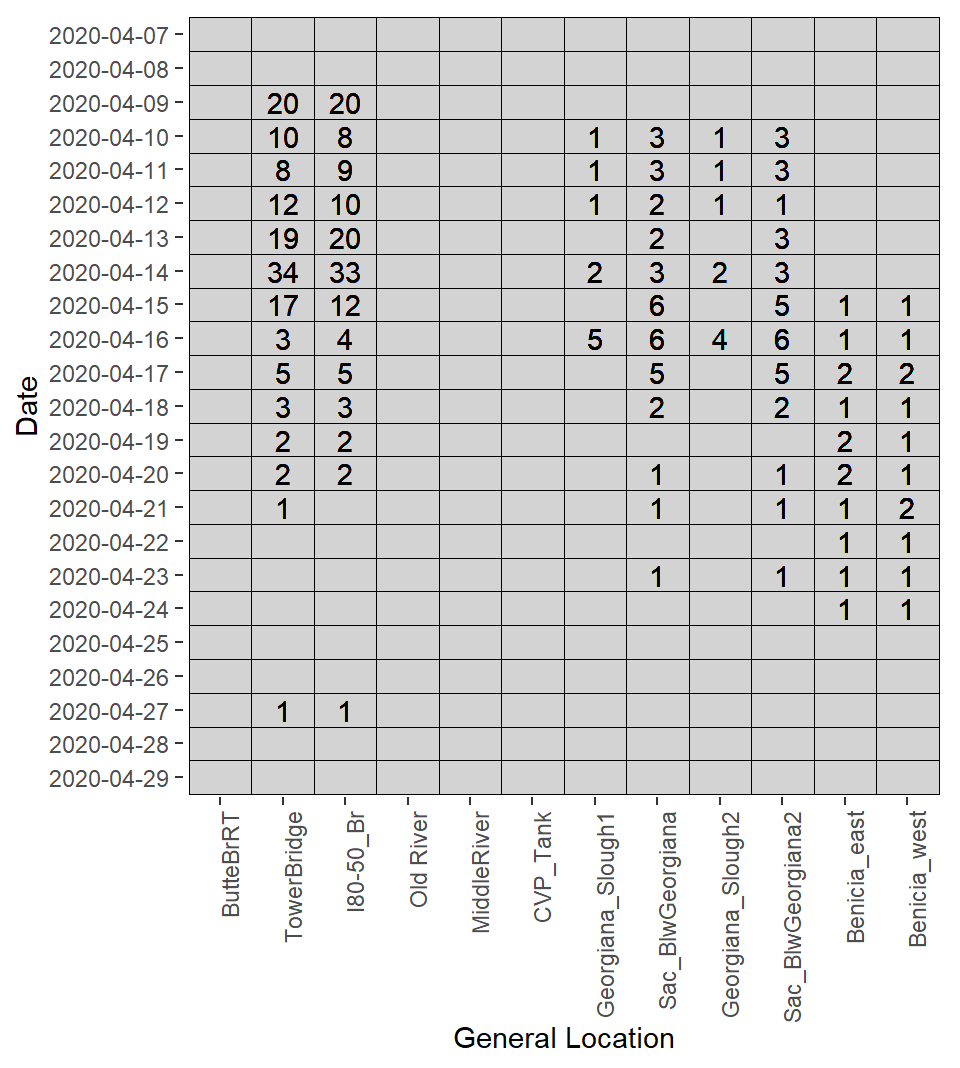 2020-04-07
2020-04-08
2020-04-09 20 20
2020-04-10 10 8 1 3 1 3
2020-04-11 8 9 1 3 1 3
2020-04-12 12 10 1 2 1 1
2020-04-13 19 20 2 3
2020-04-14 34 33 2 3 2 3
2020-04-15 17 12 6 5 1 1
2020-04-16 3 4 5 6 4 6 1 1
2020-04-17 5 5 5 5 2 2
2020-04-18 3 3 2 2 1 1
2020-04-19 2 2 2 1
2020-04-20 2 2 1 1 2 1
2020-04-21 1 1 1 1 2
2020-04-22 1 1
2020-04-23 1 1 1 1
2020-04-24 1 1
2020-04-25
2020-04-26
2020-04-27 1 1
2020-04-28
2020-04-29
Date
ButteBrRT
TowerBridge
I80-50_Br
Old River
MiddleRiver
CVP_Tank
Georgiana_Slough1
Sac_BlwGeorgiana
Georgiana_Slough2
Sac_BlwGeorgiana2
Benicia_east
Benicia_west
General Location